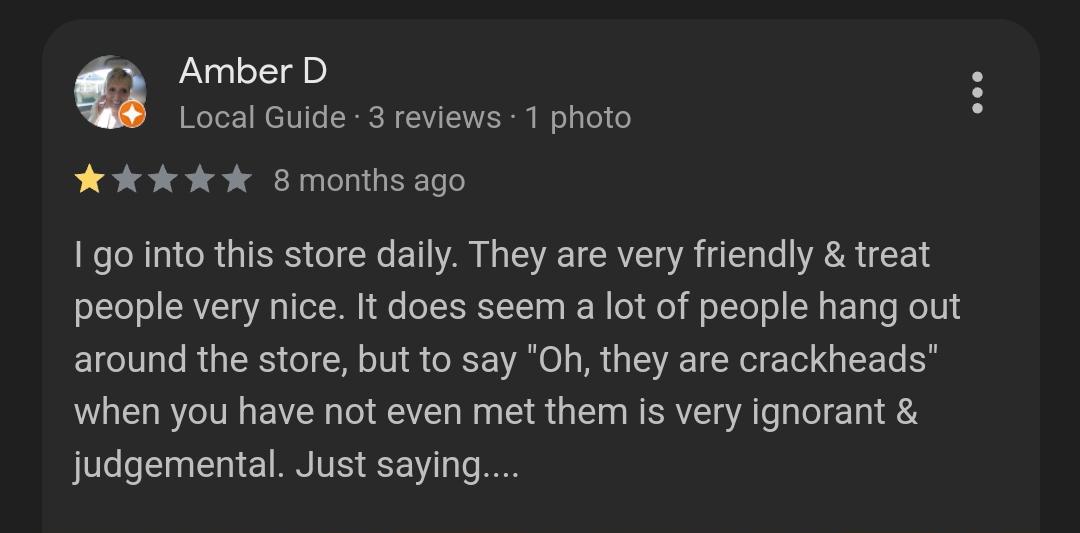 Amber D
Local Guide · 3 reviews · 1 photo
8 months ago
I go into this store daily. They are very friendly & treat
people very nice. It does seem a lot of people hang out
around the store, but to say "Oh, they are crackheads"
when you have not even met them is very ignorant &
judgemental. Just saying....